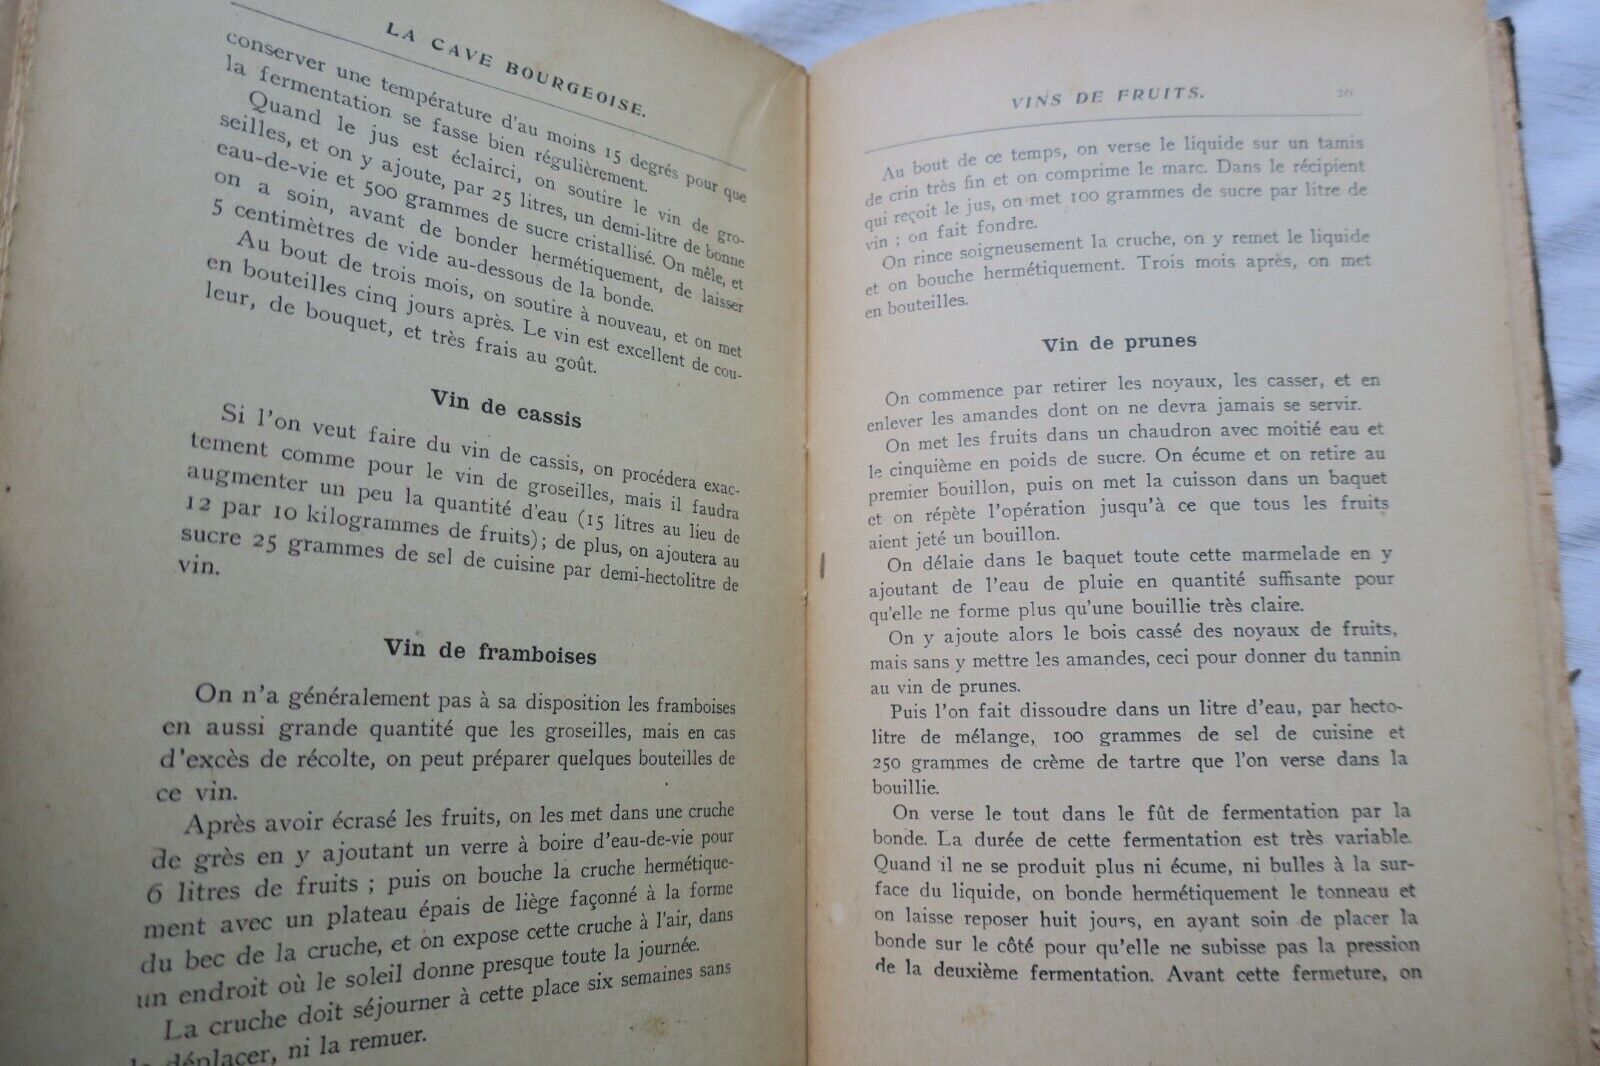 LA CAVE BOURGEOISE.
conserver une température d'au moins 15 degrés pour que
la fermentation se fasse bien régulièrement.
Quand le jus est éclairci, on soutire le vin de gro-
seilles, et on y ajoute, par 25 litres, un demi-litre de bonne
eau-de-vie et 500 grammes de sucre cristallisé. On mêle, et
on a soin, avant de bonder hermétiquement, de laisser
5 centimètres de vide au-dessous de la bonde.
Au bout de trois mois, on soutire à nouveau, et on met
en bouteilles cinq jours après. Le vin est excellent de cou-
leur, de bouquet, et très frais au goût.
Vin de cassis
Si l'on veut faire du vin de cassis, on procédera exac-
tement comme pour le vin de groseilles, mais il faudra
augmenter un peu la quantité d'eau (15 litres au lieu de
12 par 10 kilogrammes de fruits); de plus, on ajoutera au
sucre 25 grammes de sel de cuisine par demi-hectolitre de
vin.
Vin de framboises
On n'a généralement pas à sa disposition les framboises
en aussi grande quantité que les groseilles, mais en cas
d'excès de récolte, on peut préparer quelques bouteilles de
ce vin.
Après avoir écrasé les fruits, on les met dans une cruche
de grès en y ajoutant un verre à boire d'eau-de-vie pour
6 litres de fruits ; puis on bouche la cruche hermétique-
ment avec un plateau épais de liège façonné à la forme
du bec de la cruche, et on expose cette cruche à l'air, dans
un endroit où le soleil donne presque toute la journée.
La cruche doit séjourner à cette place six semaines sans
la déplacer, ni la remuer.
VINS DE FRUITS. 20
Au bout de ce temps, on verse le liquide sur un tamis
de crin très fin et on comprime le marc. Dans le récipient
qui reçoit le jus, on met 100 grammes de sucre par litre de
vin ; on fait fondre.
On rince soigneusement la cruche, on y remet le liquide
et on bouche hermétiquement. Trois mois après, on met
en bouteilles.
Vin de prunes
On commence par retirer les noyaux, les casser, et en
enlever les amandes dont on ne devra jamais se servir.
On met les fruits dans un chaudron avec moitié eau et
le cinquième en poids de sucre. On écume et on retire au
premier bouillon, puis on met la cuisson dans un baquet
et on répète l'opération jusqu'à ce que tous les fruits
aient jeté un bouillon.
On délaie dans le baquet toute cette marmelade en y
ajoutant de l'eau de pluie en quantité suffisante pour
qu'elle ne forme plus qu'une bouillie très claire.
On y ajoute alors le bois cassé des noyaux de fruits,
mais sans y mettre les amandes, ceci pour donner du tannin
au vin de prunes.
Puis l'on fait dissoudre dans un litre d'eau, par hecto-
litre de mélange, 100 grammes de sel de cuisine et
250 grammes de crème de tartre que l'on verse dans la
bouillie.
On verse le tout dans le fût de fermentation par la
bonde. La durée de cette fermentation est très variable.
Quand il ne se produit plus ni écume, ni bulles à la sur-
face du liquide, on bonde hermétiquement le tonneau et
on laisse reposer huit jours, en ayant soin de placer la
bonde sur le côté pour qu'elle ne subisse pas la pression
de la deuxième fermentation. Avant cette fermeture, on